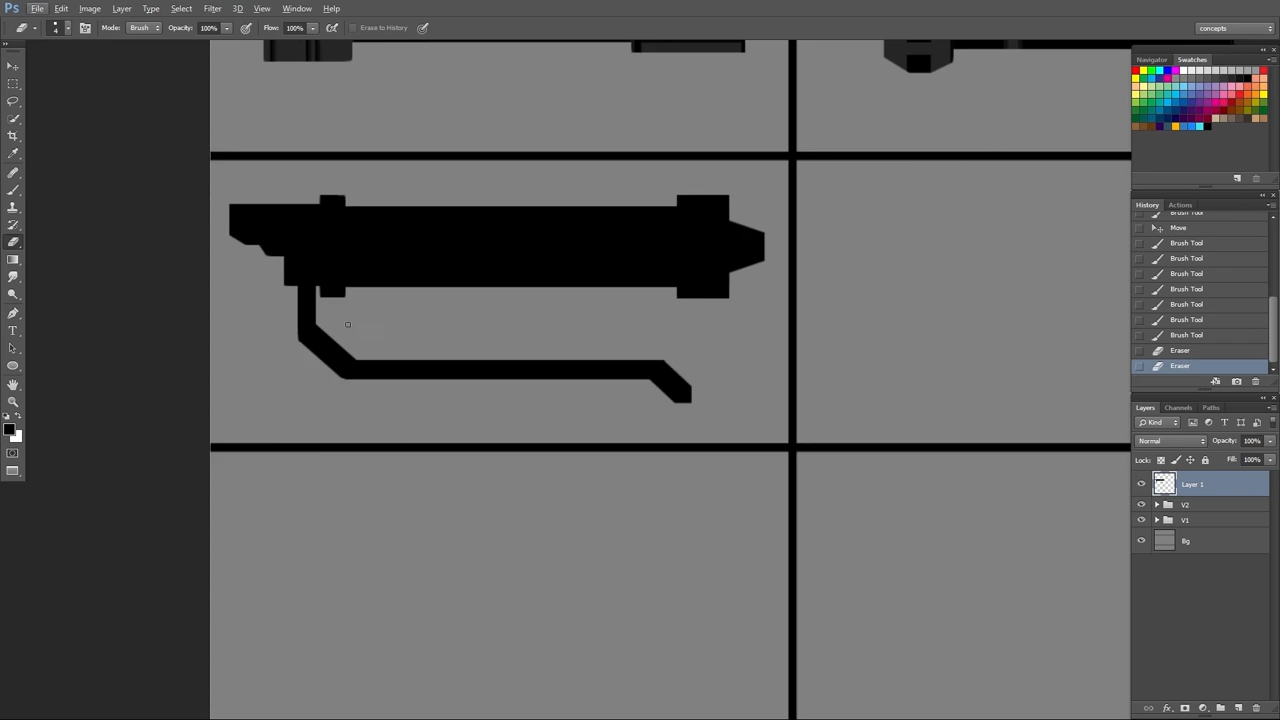 Ps File Edit Image Layer Type Select Filter 3D View Window Help
4 Mode: Brush Opacity: 100% Flow: 100% Erase to History concepts
Navigator Swatches
History Actions
Brush Tool
Move
Brush Tool
Brush Tool
Brush Tool
Brush Tool
Brush Tool
Brush Tool
Brush Tool
Eraser
Eraser
Layers Channels Paths
Kind
Normal Opacity: 100%
Lock: Fill: 100%
Layer 1
V2
V1
Bg